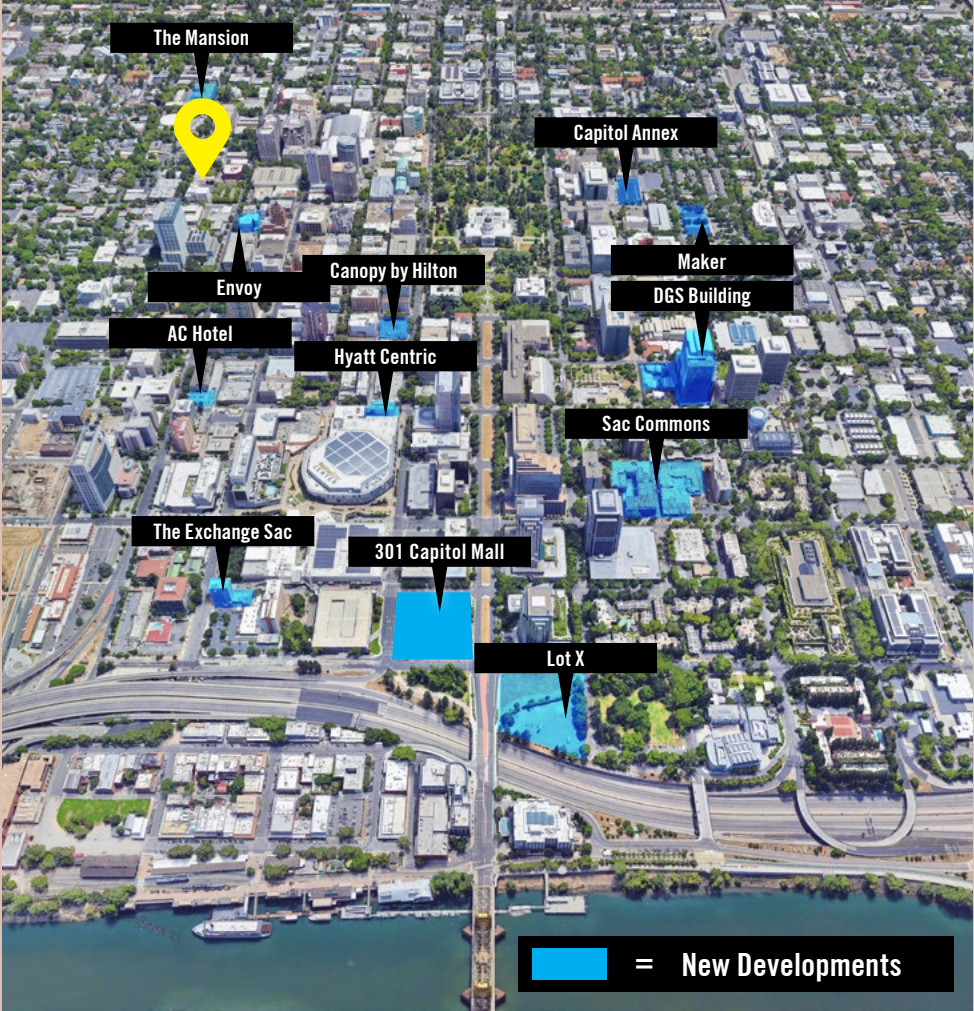 The Mansion
Capitol Annex
Maker
Envoy
Canopy by Hilton
DGS Building
AC Hotel
Hyatt Centric
Sac Commons
The Exchange Sac
301 Capitol Mall
Lot X
= New Developments